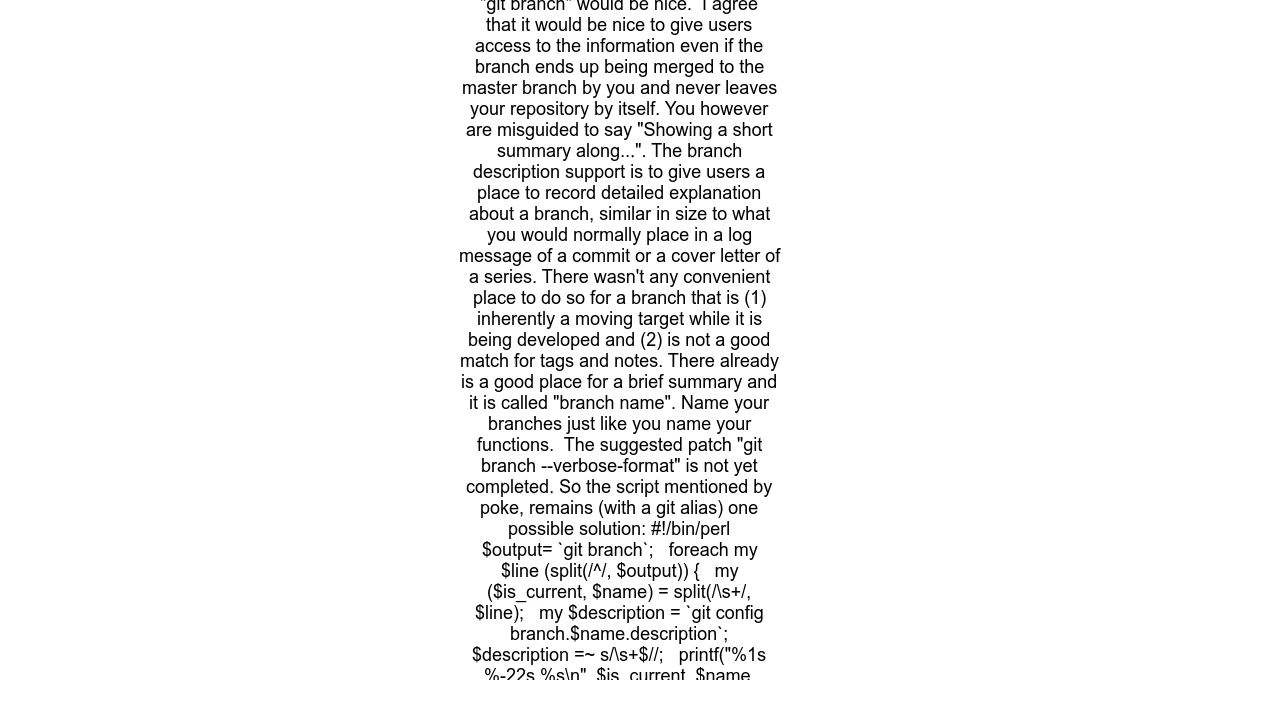 "git branch" would be nice.  I agree
that it would be nice to give users
access to the information even if the
branch ends up being merged to the
master branch by you and never leaves
your repository by itself. You however
are misguided to say "Showing a short
summary along...". The branch
description support is to give users a
place to record detailed explanation
about a branch, similar in size to what
you would normally place in a log
message of a commit or a cover letter of
a series. There wasn't any convenient
place to do so for a branch that is (1)
inherently a moving target while it is
being developed and (2) is not a good
match for tags and notes. There already
is a good place for a brief summary and
it is called "branch name". Name your
branches just like you name your
functions.  The suggested patch "git
branch --verbose-format" is not yet
completed. So the script mentioned by
poke, remains (with a git alias) one
possible solution: #!/bin/perl
$output= `git branch`;   foreach my
$line (split(/^/, $output)) {   my
($is_current, $name) = split(/\s+/,
$line);   my $description = `git config
branch.$name.description`;
$description =~ s/\s+$//;   printf("%1s
%-22s %s\n", $is_current, $name,